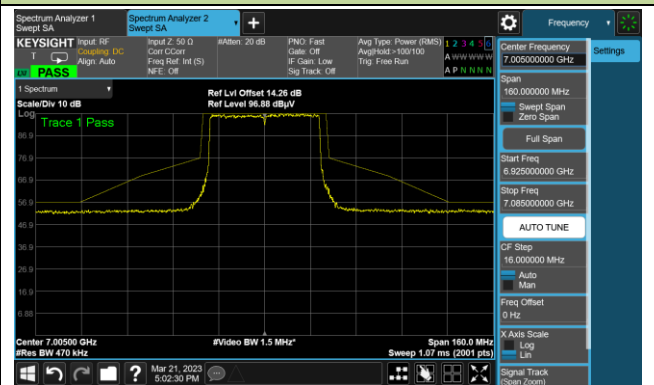 Spectrum Analyzer 1
Swept SA
Spectrum Analyzer 2
Swept SA
Frequency
KEYSIGHT
Input: RF
Coupling: DC
Align: Auto
Input Z: 50 Ω
Corr CCorr
Freq Ref: Int (S)
NFE: Off
#Atten: 20 dB
PNO: Fast
Gate: Off
IF Gain: Low
Sig Track: Off
Avg Type: Power (RMS)
Avg|Hold: >100/100
Trig: Free Run
1 2 3 4 5 6
A W W W W W
A P N N N N
T
PASS
1 Spectrum
Scale/Div 10 dB
Ref Lvl Offset 14.26 dB
Ref Level 96.88 dBµV
Log
Trace 1 Pass
86.9
76.9
66.9
56.9
46.9
36.9
26.9
16.9
6.88
Center 7.00500 GHz
#Res BW 470 kHz
#Video BW 1.5 MHz*
Span 160.0 MHz
Sweep 1.07 ms (2001 pts)
Mar 21, 2023
5:02:30 PM
Center Frequency
7.005000000 GHz
Settings
Span
160.000000 MHz
Swept Span
Zero Span
Full Span
Start Freq
6.925000000 GHz
Stop Freq
7.085000000 GHz
AUTO TUNE
CF Step
16.000000 MHz
Auto
Man
Freq Offset
0 Hz
X Axis Scale
Log
Lin
Signal Track
(Span Zoom)